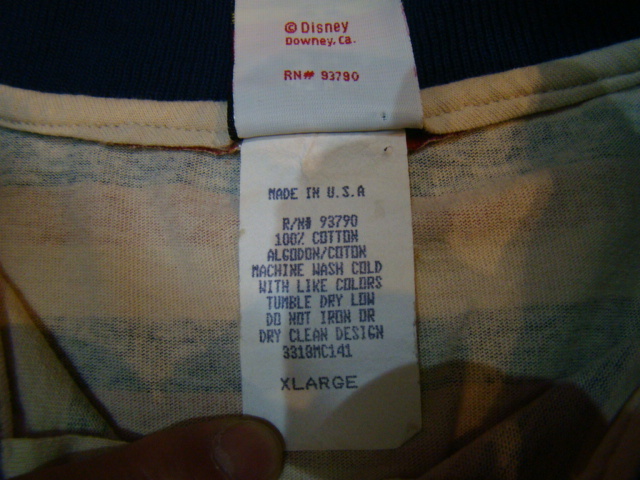 © Disney
Downey, Ca.
RN# 93790
MADE IN U.S.A
R/N# 93790
100% COTTON
ALGODON/COTON
MACHINE WASH COLD
WITH LIKE COLORS
TUMBLE DRY LOW
DO NOT IRON OR
DRY CLEAN DESIGN
3318MC141
XLARGE